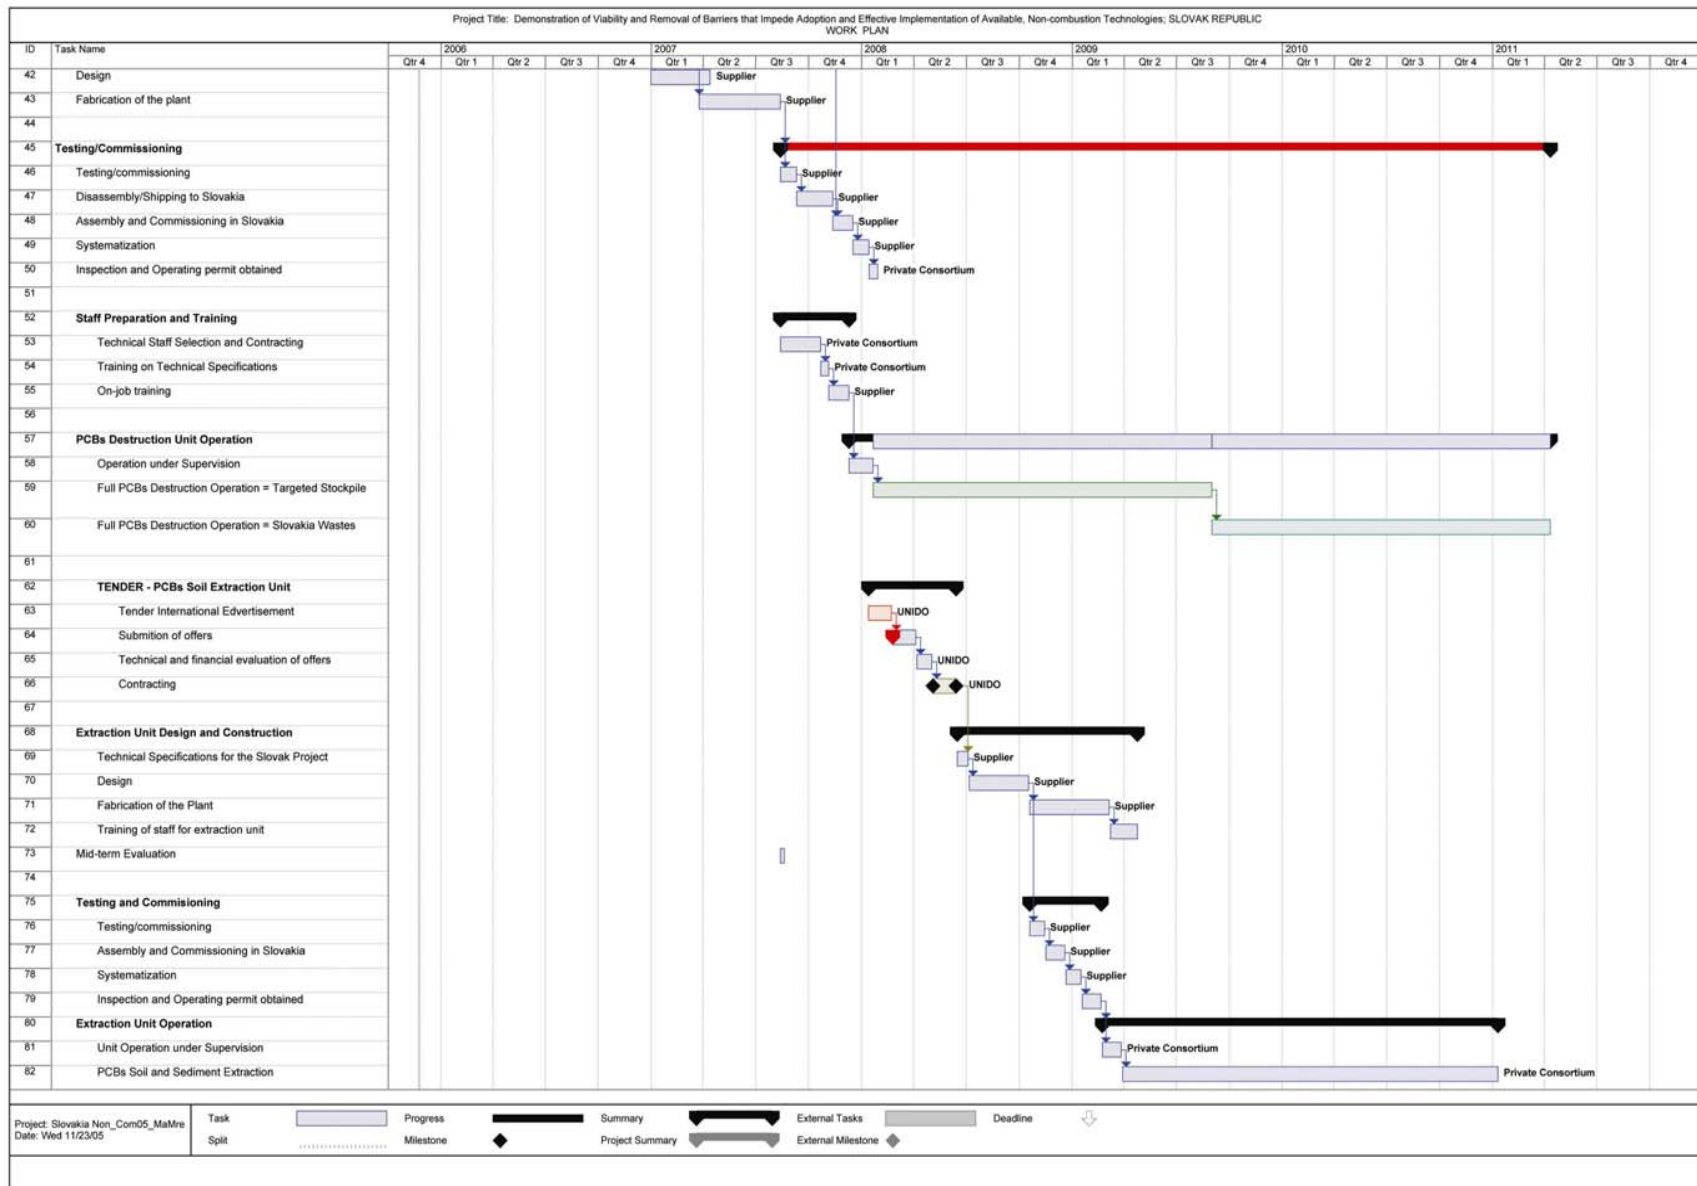 Project Title: Demonstration of Viability and Removal of Barriers that Impede Adoption and Effective Implementation of Available, Non-combustion Technologies; SLOVAK REPUBLIC
WORK PLAN
ID Task Name 2006 2007 2008 2009 2010 2011
Qtr 4 Qtr 1 Qtr 2 Qtr 3 Qtr 4 Qtr 1 Qtr 2 Qtr 3 Qtr 4 Qtr 1 Qtr 2 Qtr 3 Qtr 4 Qtr 1 Qtr 2 Qtr 3 Qtr 4 Qtr 1 Qtr 2 Qtr 3 Qtr 4 Qtr 1 Qtr 2 Qtr 3 Qtr 4
42 Design Supplier
43 Fabrication of the plant Supplier
44
45 Testing/Commissioning
46 Testing/commissioning Supplier
47 Disassembly/Shipping to Slovakia Supplier
48 Assembly and Commissioning in Slovakia Supplier
49 Systematization Supplier
50 Inspection and Operating permit obtained Private Consortium
51
52 Staff Preparation and Training
53 Technical Staff Selection and Contracting Private Consortium
54 Training on Technical Specifications Private Consortium
55 On-job training Supplier
56
57 PCBs Destruction Unit Operation
58 Operation under Supervision
59 Full PCBs Destruction Operation = Targeted Stockpile
60 Full PCBs Destruction Operation = Slovakia Wastes
61
62 TENDER - PCBs Soil Extraction Unit
63 Tender International Edvertisement UNIDO
64 Submition of offers
65 Technical and financial evaluation of offers UNIDO
66 Contracting UNIDO
67
68 Extraction Unit Design and Construction
69 Technical Specifications for the Slovak Project Supplier
70 Design Supplier
71 Fabrication of the Plant Supplier
72 Training of staff for extraction unit
73 Mid-term Evaluation
74
75 Testing and Commisioning
76 Testing/commissioning Supplier
77 Assembly and Commissioning in Slovakia Supplier
78 Systematization Supplier
79 Inspection and Operating permit obtained
80 Extraction Unit Operation
81 Unit Operation under Supervision Private Consortium
82 PCBs Soil and Sediment Extraction Private Consortium
Project: Slovakia Non_Com05_MaMre
Date: Wed 11/23/05
Task Progress Summary External Tasks Deadline
Split Milestone Project Summary External Milestone